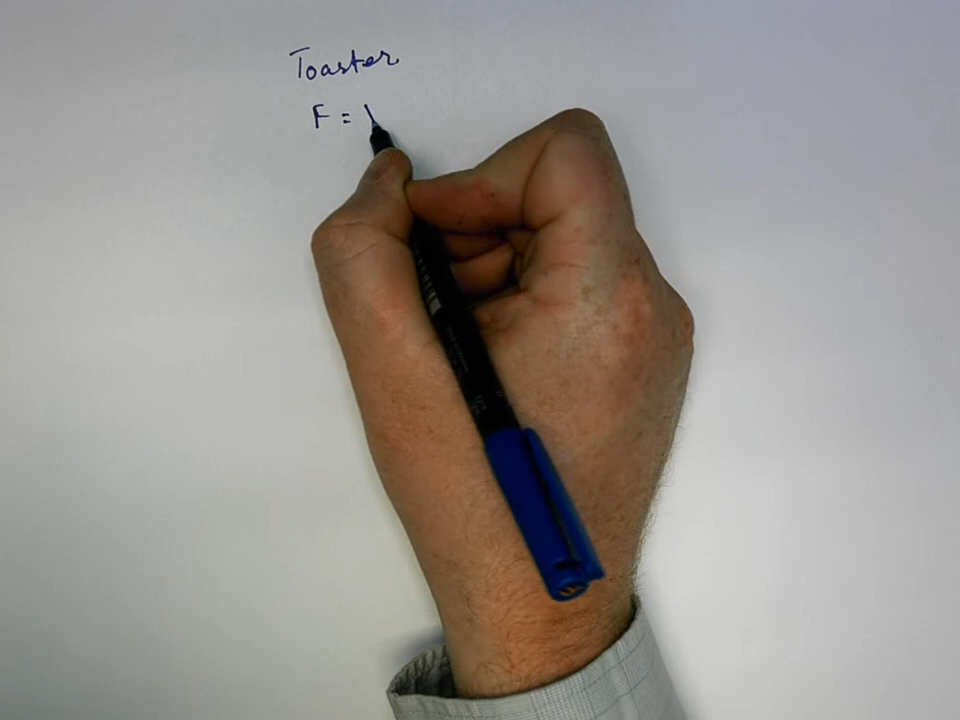 Toaster
F = \